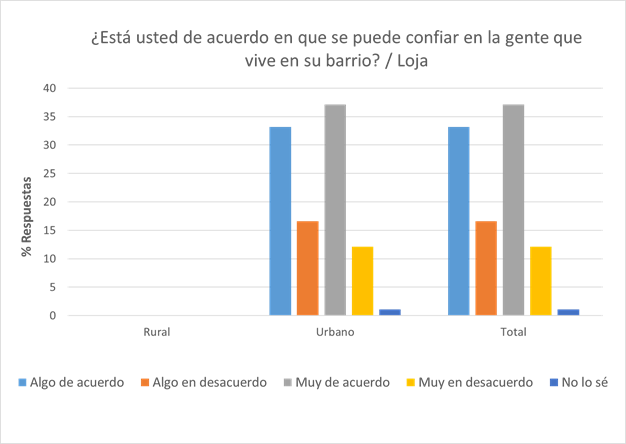 ¿Está usted de acuerdo en que se puede confiar en la gente que
vive en su barrio? / Loja
% Respuestas
40
35
30
25
20
15
10
5
0
Rural Urbano Total
Algo de acuerdo Algo en desacuerdo Muy de acuerdo Muy en desacuerdo No lo sé